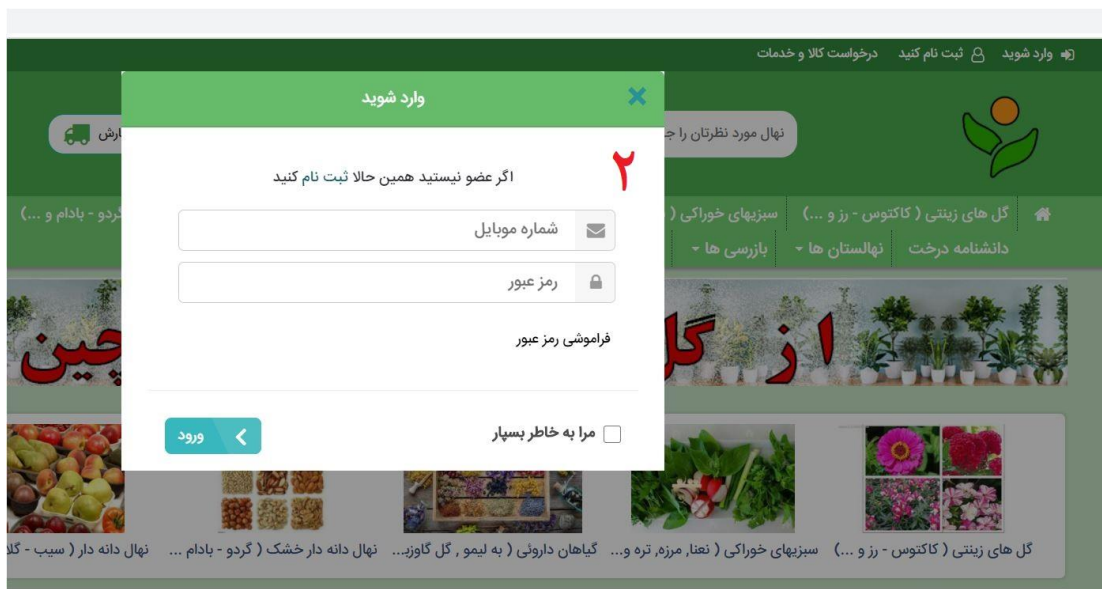 وارد شوید ثبت نام کنید درخواست کالا و خدمات
نهال مورد نظرتان را
گل های زینتی ( کاکتوس - رز و ...) سبزیهای خوراکی ( گردو - بادام و ...)
دانشنامه درخت نهالستان ها بازرسی ها
وارد شوید
۲
اگر عضو نیستید همین حالا ثبت نام کنید
شماره موبایل
رمز عبور
فراموشی رمز عبور
مرا به خاطر بسپار
ورود
از گل چین
گل های زینتی ( کاکتوس - رز و ...)
سبزیهای خوراکی ( نعنا, مرزه, تره و...
گیاهان داروئی ( به لیمو , گل گاوزب...
نهال دانه دار خشک ( گردو - بادام ...
نهال دانه دار ( سیب - گلا